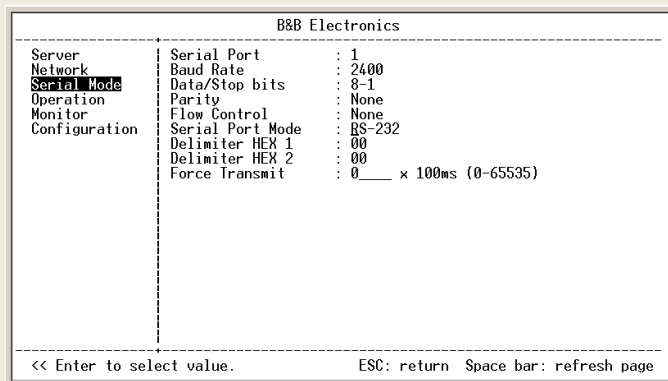 B&B Electronics
Server
Network
Serial Mode
Operation
Monitor
Configuration
Serial Port : 1
Baud Rate : 2400
Data/Stop bits : 8-1
Parity : None
Flow Control : None
Serial Port Mode : RS-232
Delimiter HEX 1 : 00
Delimiter HEX 2 : 00
Force Transmit : 0____ x 100ms (0-65535)
<< Enter to select value. ESC: return Space bar: refresh page